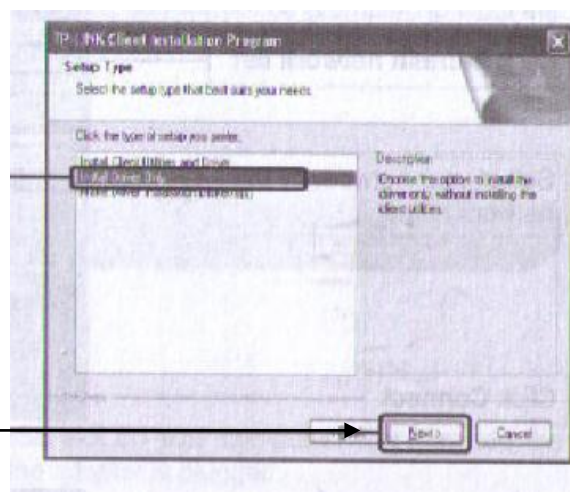 TP-LINK Client Installation Program
Setup Type
Select the setup type that best suits your needs.
Click the type of setup you prefer.
Install Client Utilities and Driver
Install Driver Only
Description
Choose this option to install the
driver only, without installing the
client utilities.
Next >
Cancel
Connect